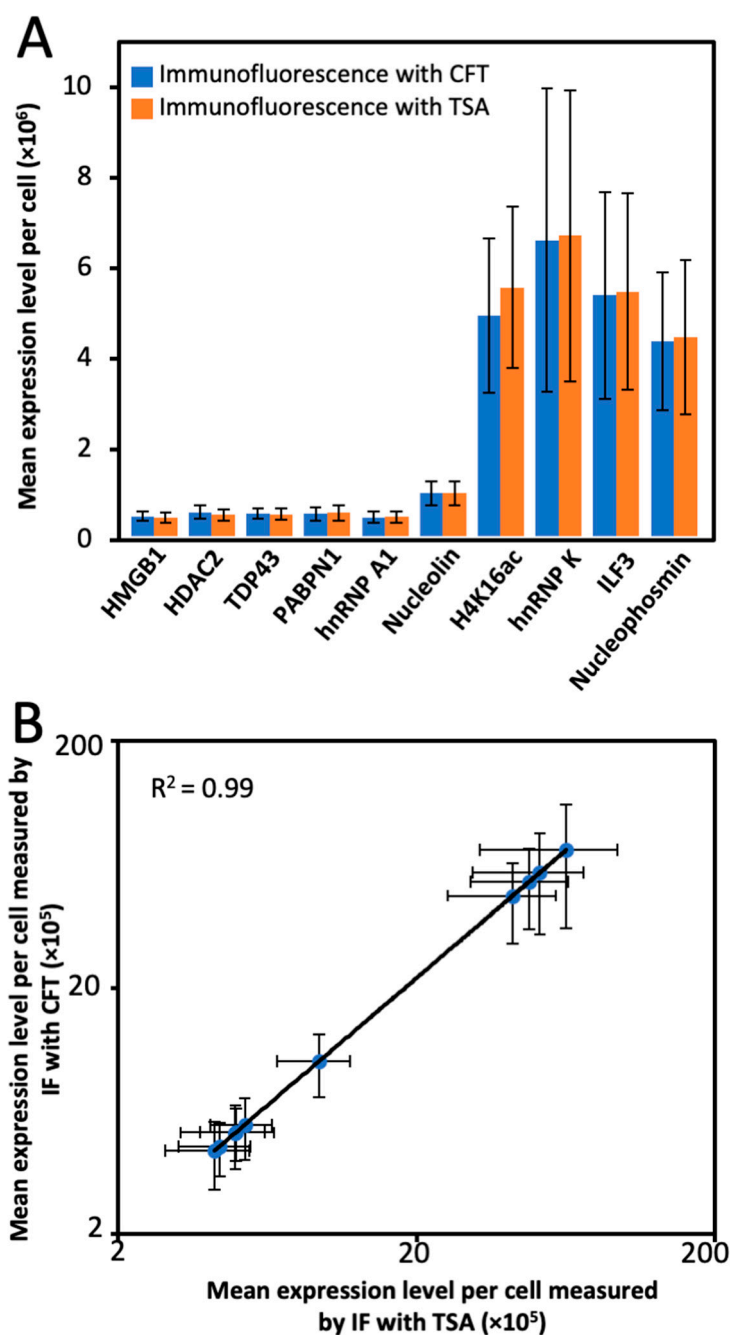 A
Immunofluorescence with CFT
Immunofluorescence with TSA
Mean expression level per cell (×10⁶)
10
8
6
4
2
0
HMGB1
HDAC2
TDP43
PABPN1
hnRNP A1
Nucleolin
H4K16ac
hnRNP K
ILF3
Nucleophosmin
B
Mean expression level per cell measured by
IF with CFT (×10⁵)
200
20
2
R² = 0.99
2
20
200
Mean expression level per cell measured
by IF with TSA (×10⁵)